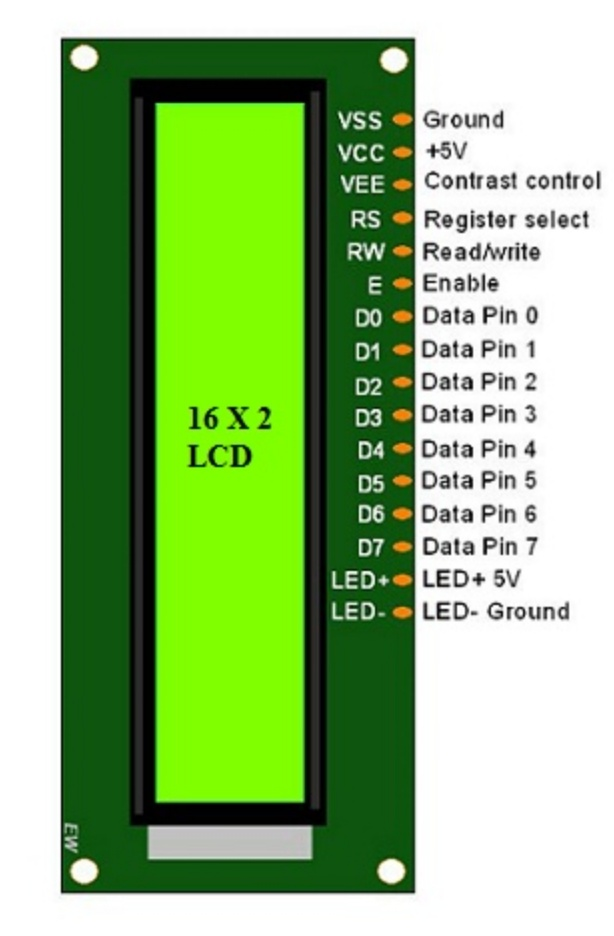 VSS Ground
VCC +5V
VEE Contrast control
RS Register select
RW Read/write
E Enable
D0 Data Pin 0
D1 Data Pin 1
D2 Data Pin 2
D3 Data Pin 3
D4 Data Pin 4
D5 Data Pin 5
D6 Data Pin 6
D7 Data Pin 7
LED+ LED+ 5V
LED- LED- Ground
16 X 2
LCD
EW